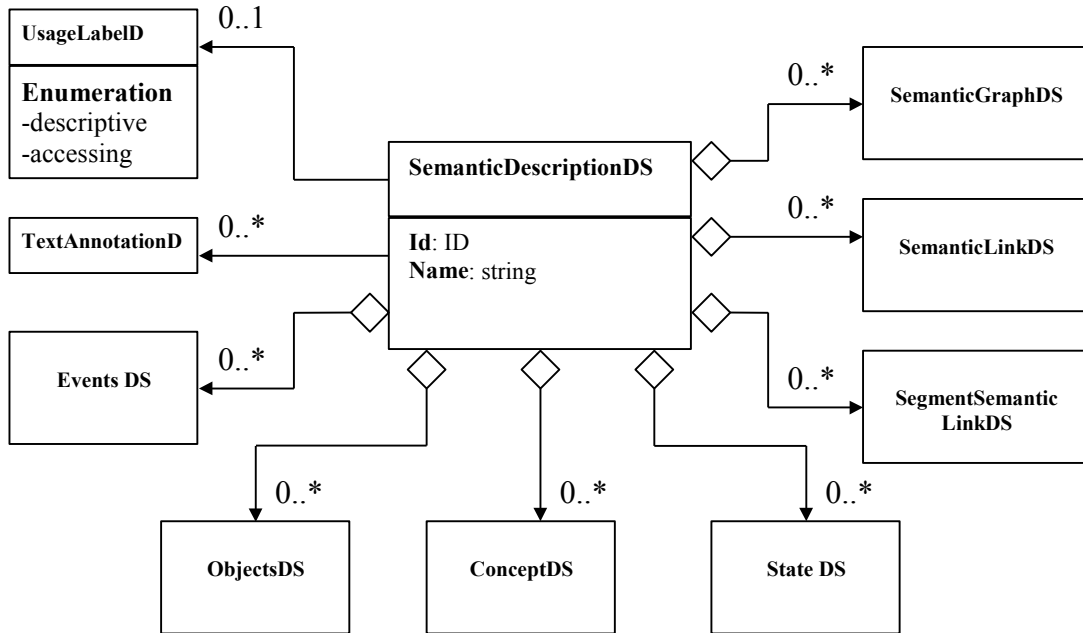 UsageLabelD
0..1
Enumeration
-descriptive
-accessing
TextAnnotationD
0..*
Events DS
0..*
SemanticDescriptionDS
Id: ID
Name: string
0..*
SemanticGraphDS
0..*
SemanticLinkDS
0..*
SegmentSemantic
LinkDS
0..*
ObjectsDS
0..*
ConceptDS
0..*
State DS